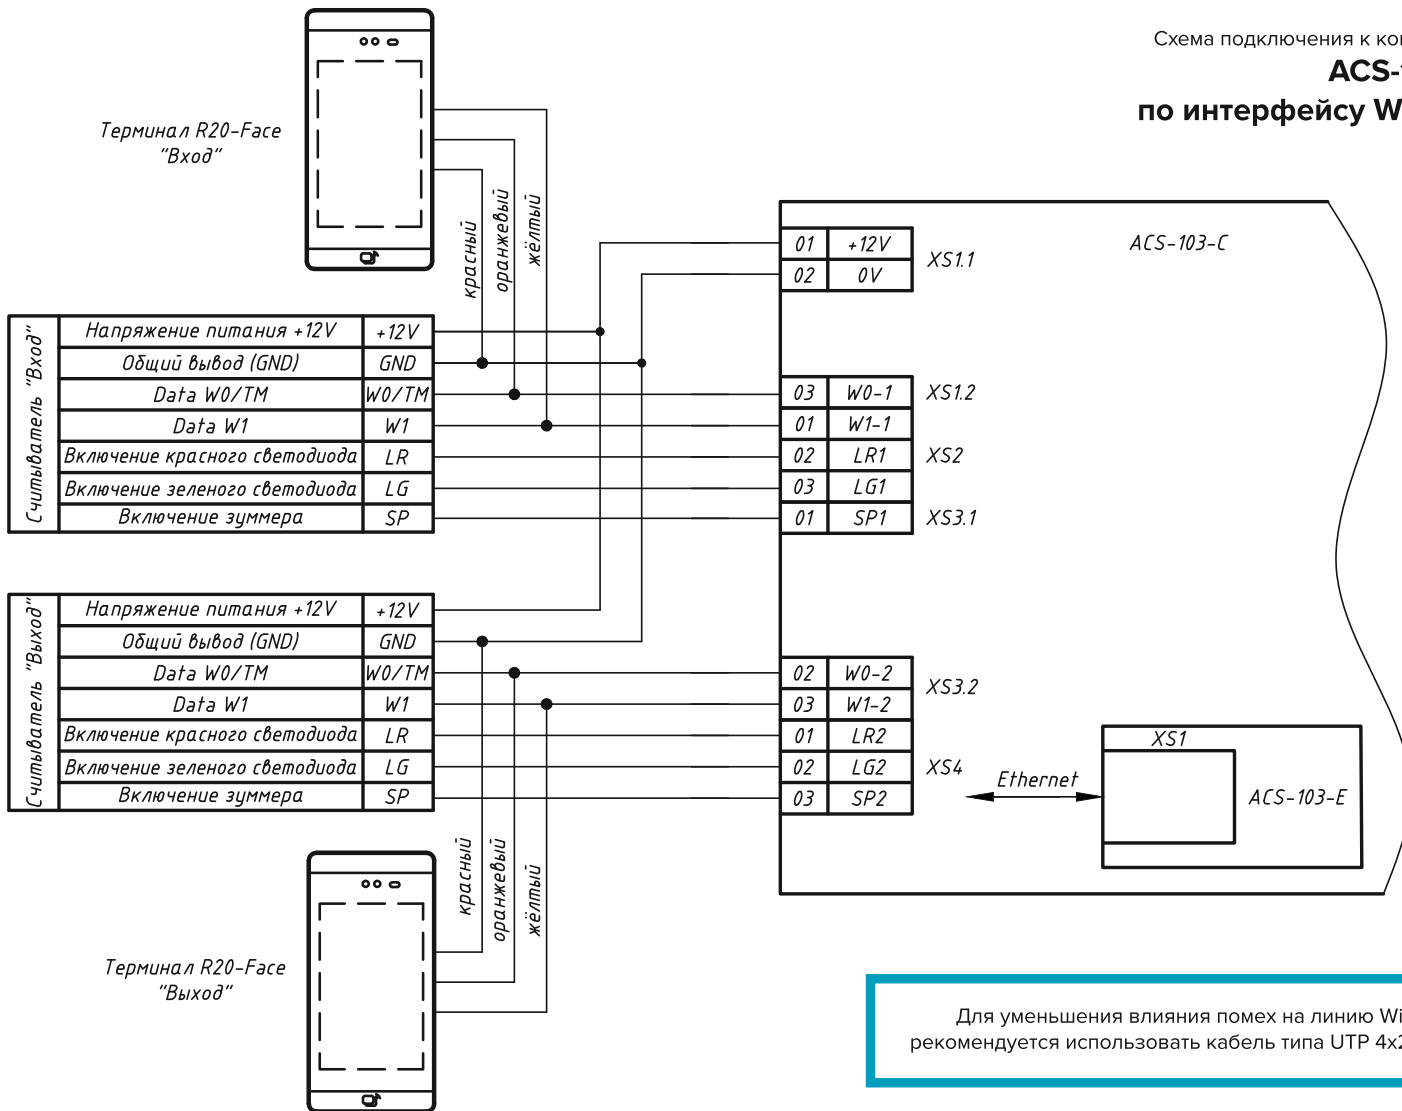 Схема подключения к ко
ACS-
по интерфейсу W
Терминал R20-Face
"Вход"
красный
оранжевый
жёлтый
ACS-103-C
01 +12V
02 0V
XS1.1
Считыватель "Вход"
Напряжение питания +12V +12V
Общий вывод (GND) GND
Data W0/TM W0/TM
Data W1 W1
Включение красного светодиода LR
Включение зеленого светодиода LG
Включение зуммера SP
03 W0-1 XS1.2
01 W1-1
02 LR1 XS2
03 LG1
01 SP1 XS3.1
Считыватель "Выход"
Напряжение питания +12V +12V
Общий вывод (GND) GND
Data W0/TM W0/TM
Data W1 W1
Включение красного светодиода LR
Включение зеленого светодиода LG
Включение зуммера SP
02 W0-2
XS3.2
03 W1-2
01 LR2
02 LG2 XS4
03 SP2
Ethernet
XS1
ACS-103-E
красный
оранжевый
жёлтый
Терминал R20-Face
"Выход"
Для уменьшения влияния помех на линию Wi
рекомендуется использовать кабель типа UTP 4x2